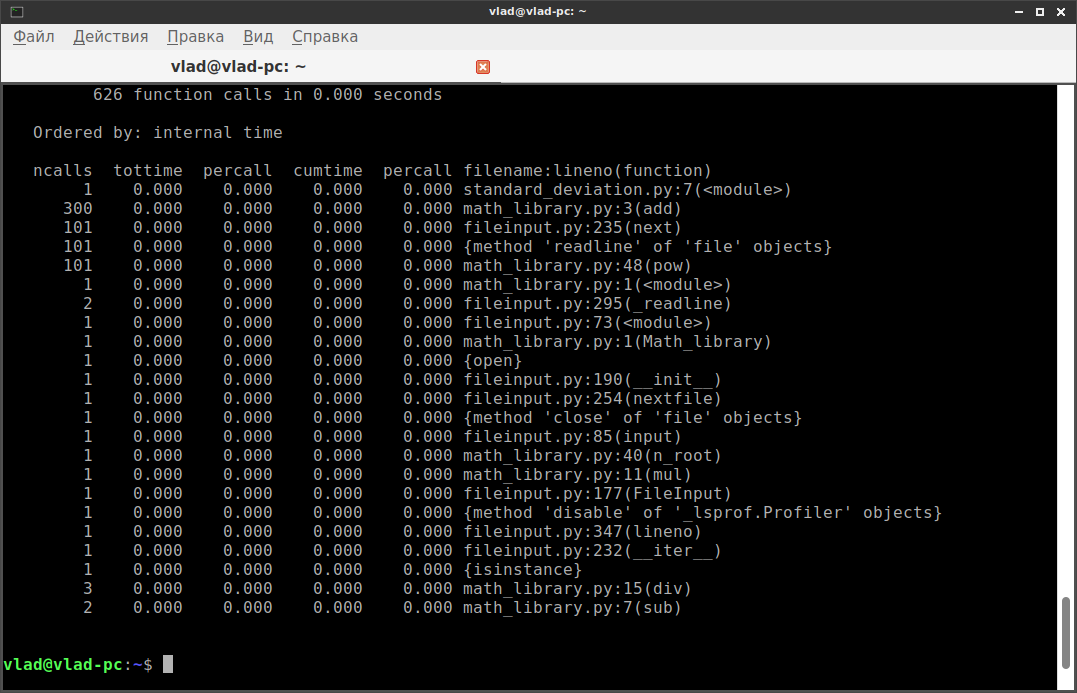 vlad@vlad-pc: ~
Файл Действия Правка Вид Справка
vlad@vlad-pc: ~
626 function calls in 0.000 seconds
Ordered by: internal time
ncalls tottime percall cumtime percall filename:lineno(function)
1 0.000 0.000 0.000 0.000 standard_deviation.py:7(<module>)
300 0.000 0.000 0.000 0.000 math_library.py:3(add)
101 0.000 0.000 0.000 0.000 fileinput.py:235(next)
101 0.000 0.000 0.000 0.000 {method 'readline' of 'file' objects}
101 0.000 0.000 0.000 0.000 math_library.py:48(pow)
1 0.000 0.000 0.000 0.000 math_library.py:1(<module>)
2 0.000 0.000 0.000 0.000 fileinput.py:295(_readline)
1 0.000 0.000 0.000 0.000 fileinput.py:73(<module>)
1 0.000 0.000 0.000 0.000 math_library.py:1(Math_library)
1 0.000 0.000 0.000 0.000 {open}
1 0.000 0.000 0.000 0.000 fileinput.py:190(__init__)
1 0.000 0.000 0.000 0.000 fileinput.py:254(nextfile)
1 0.000 0.000 0.000 0.000 {method 'close' of 'file' objects}
1 0.000 0.000 0.000 0.000 fileinput.py:85(input)
1 0.000 0.000 0.000 0.000 math_library.py:40(n_root)
1 0.000 0.000 0.000 0.000 math_library.py:11(mul)
1 0.000 0.000 0.000 0.000 fileinput.py:177(FileInput)
1 0.000 0.000 0.000 0.000 {method 'disable' of '_lsprof.Profiler' objects}
1 0.000 0.000 0.000 0.000 fileinput.py:347(lineno)
1 0.000 0.000 0.000 0.000 fileinput.py:232(__iter__)
1 0.000 0.000 0.000 0.000 {isinstance}
3 0.000 0.000 0.000 0.000 math_library.py:15(div)
2 0.000 0.000 0.000 0.000 math_library.py:7(sub)
vlad@vlad-pc:~$